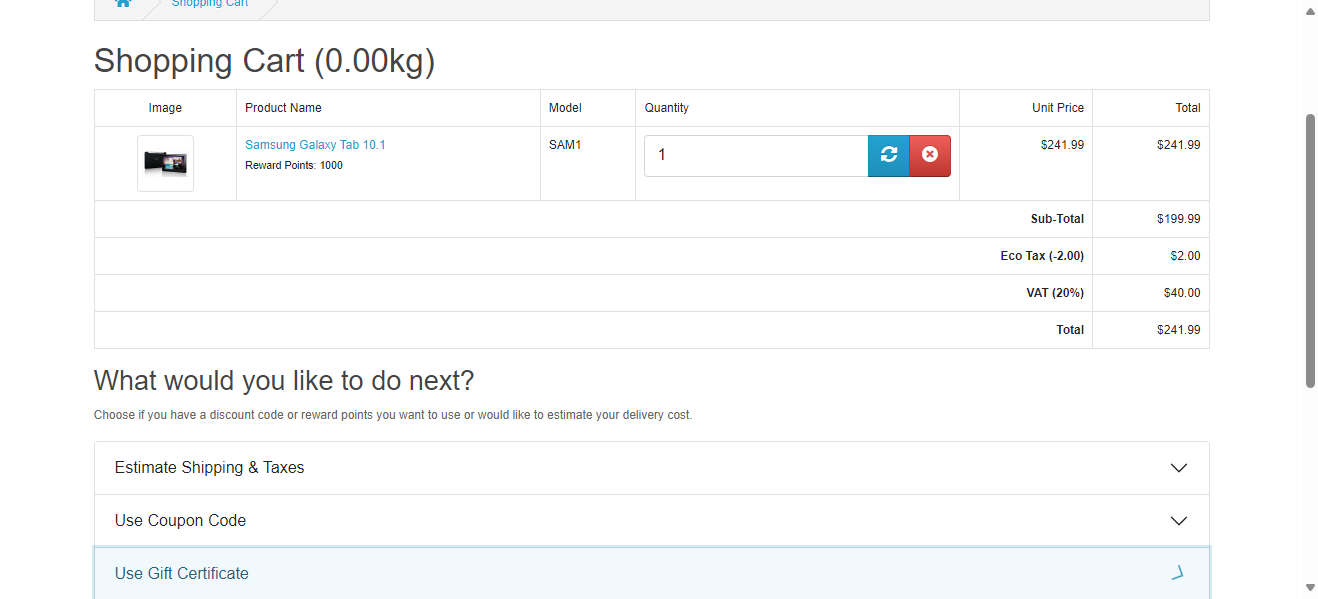 Shopping Cart
Shopping Cart (0.00kg)
Image Product Name Model Quantity Unit Price Total
Samsung Galaxy Tab 10.1 SAM1 1 $241.99 $241.99
Reward Points: 1000
Sub-Total $199.99
Eco Tax (-2.00) $2.00
VAT (20%) $40.00
Total $241.99
What would you like to do next?
Choose if you have a discount code or reward points you want to use or would like to estimate your delivery cost.
Estimate Shipping & Taxes
Use Coupon Code
Use Gift Certificate